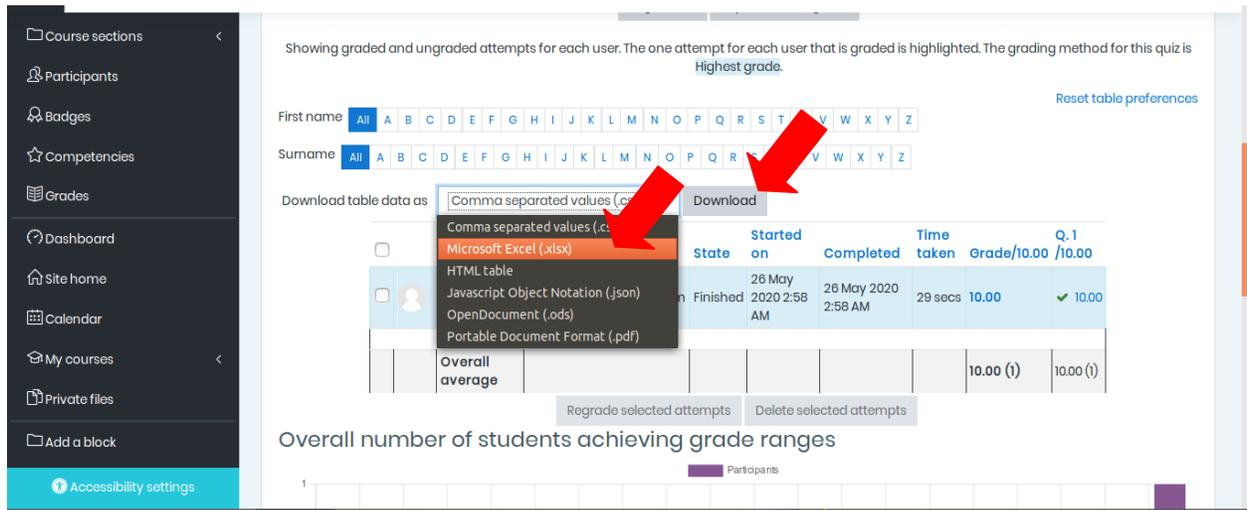 Course sections
Participants
Badges
Competencies
Grades
Dashboard
Site home
Calendar
My courses
Private files
Add a block
Accessibility settings
Showing graded and ungraded attempts for each user. The one attempt for each user that is graded is highlighted. The grading method for this quiz is
Highest grade.
Reset table preferences
First name All A B C D E F G H I J K L M N O P Q R S T V W X Y Z
Surname All A B C D E F G H I J K L M N O P Q R V W X Y Z
Download table data as Comma separated values (.cs Download
Comma separated values (.cs
Microsoft Excel (.xlsx)
HTML table
Javascript Object Notation (.json)
OpenDocument (.ods)
Portable Document Format (.pdf)
State Started on Completed Time taken Grade/10.00 Q. 1 /10.00
Finished 26 May 2020 2:58 AM 26 May 2020 2:58 AM 29 secs 10.00 ✓ 10.00
Overall average 10.00 (1) 10.00 (1)
Regrade selected attempts Delete selected attempts
Overall number of students achieving grade ranges
Participants
1